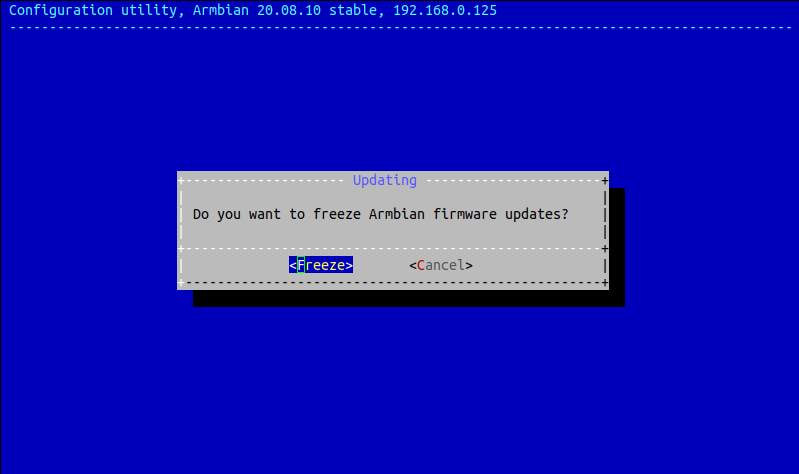 Configuration utility, Armbian 20.08.10 stable, 192.168.0.125
Updating
Do you want to freeze Armbian firmware updates?
<Freeze> <Cancel>